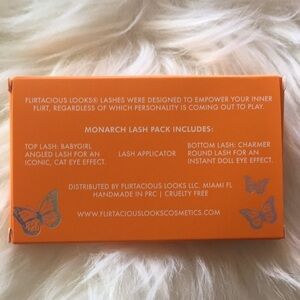 FLIRTACIOUS LOOKS® LASHES WERE DESIGNED TO EMPOWER YOUR INNER
FLIRT, REGARDLESS OF WHICH PERSONALITY IS COMING OUT TO PLAY.
MONARCH LASH PACK INCLUDES:
TOP LASH: BABYGIRL
ANGLED LASH FOR AN
ICONIC, CAT EYE EFFECT.
LASH APPLICATOR
BOTTOM LASH: CHARMER
ROUND LASH FOR AN
INSTANT DOLL EYE EFFECT.
DISTRIBUTED BY FLIRTACIOUS LOOKS LLC. MIAMI FL
HANDMADE IN PRC | CRUELTY FREE
WWW.FLIRTACIOUSLOOKSCOSMETICS.COM